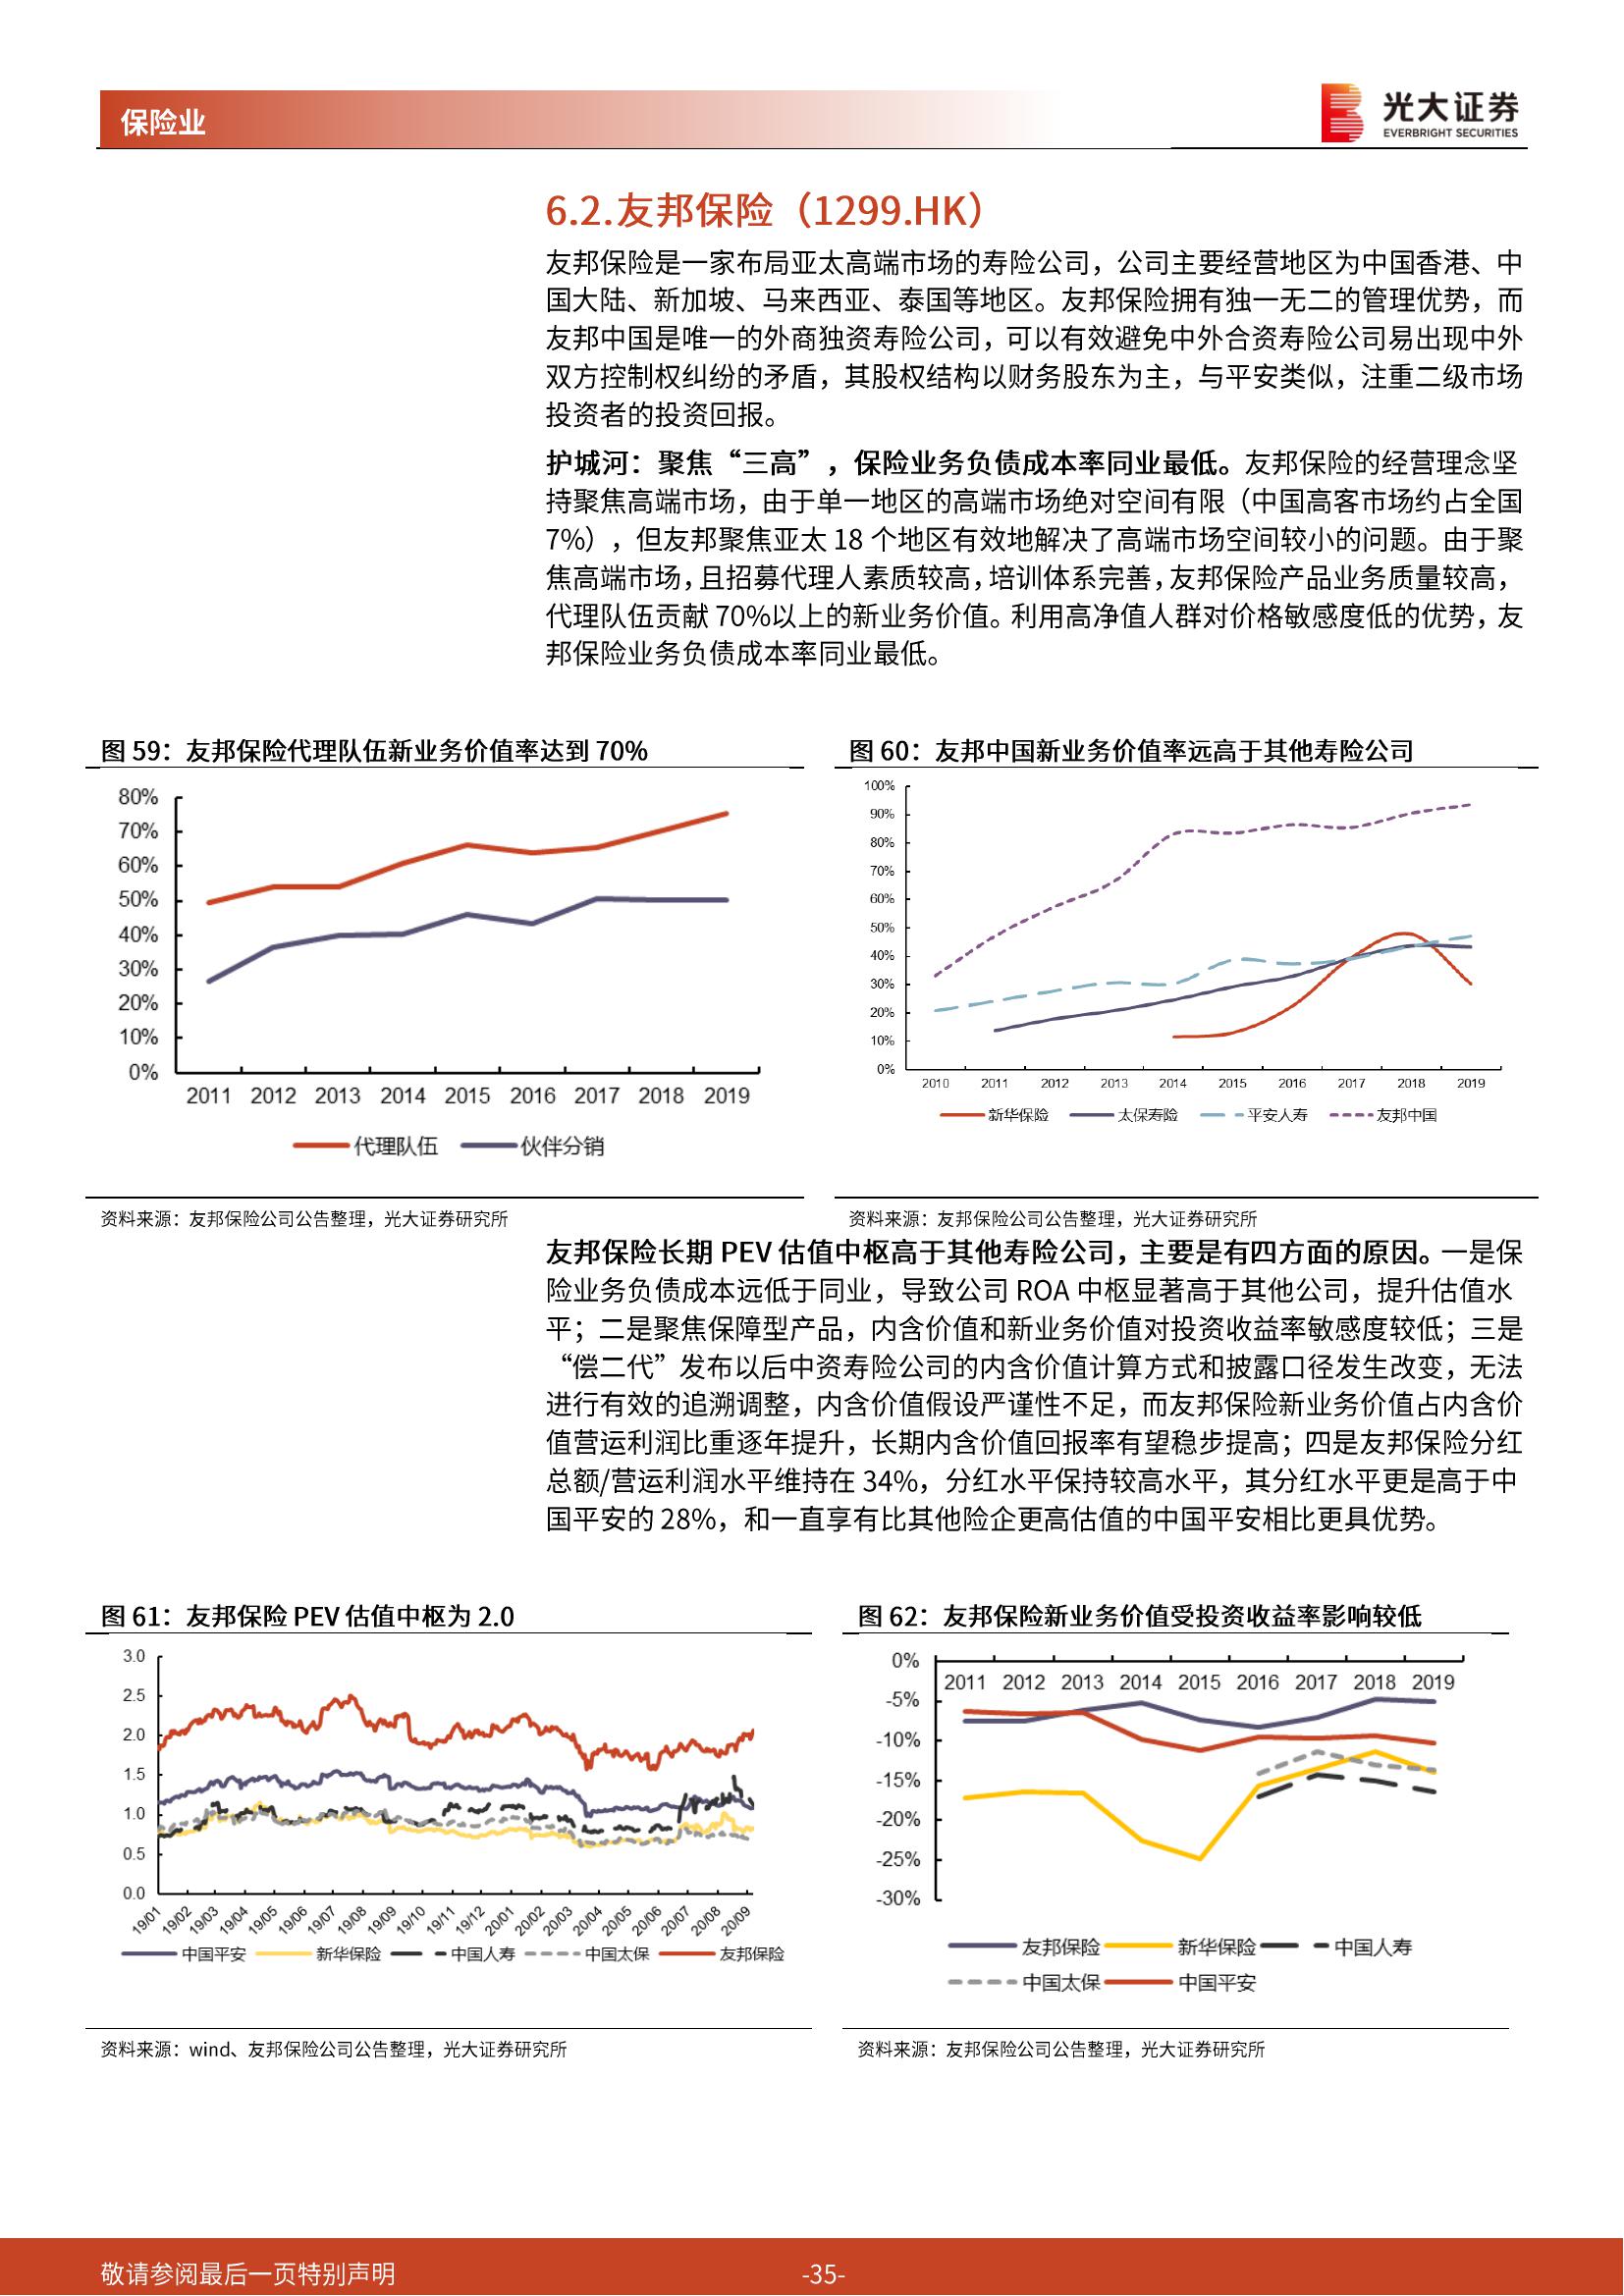 保险业
光大证券
EVERBRIGHT SECURITIES
6.2.友邦保险（1299.HK）
友邦保险是一家布局亚太高端市场的寿险公司，公司主要经营地区为中国香港、中
国大陆、新加坡、马来西亚、泰国等地区。友邦保险拥有独一无二的管理优势，而
友邦中国是唯一的外商独资寿险公司，可以有效避免中外合资寿险公司易出现中外
双方控制权纠纷的矛盾，其股权结构以财务股东为主，与平安类似，注重二级市场
投资者的投资回报。
护城河：聚焦“三高”，保险业务负债成本率同业最低。友邦保险的经营理念坚
持聚焦高端市场，由于单一地区的高端市场绝对空间有限（中国高客市场约占全国
7%），但友邦聚焦亚太 18 个地区有效地解决了高端市场空间较小的问题。由于聚
焦高端市场，且招募代理人素质较高，培训体系完善，友邦保险产品业务质量较高，
代理队伍贡献 70%以上的新业务价值。利用高净值人群对价格敏感度低的优势，友
邦保险业务负债成本率同业最低。
图 59：友邦保险代理队伍新业务价值率达到 70%
80%
70%
60%
50%
40%
30%
20%
10%
0%
2011 2012 2013 2014 2015 2016 2017 2018 2019
代理队伍 伙伴分销
资料来源：友邦保险公司公告整理，光大证券研究所
图 60：友邦中国新业务价值率远高于其他寿险公司
100%
90%
80%
70%
60%
50%
40%
30%
20%
10%
0%
2010 2011 2012 2013 2014 2015 2016 2017 2018 2019
新华保险 太保寿险 平安人寿 友邦中国
资料来源：友邦保险公司公告整理，光大证券研究所
友邦保险长期 PEV 估值中枢高于其他寿险公司，主要是有四方面的原因。一是保
险业务负债成本远低于同业，导致公司 ROA 中枢显著高于其他公司，提升估值水
平；二是聚焦保障型产品，内含价值和新业务价值对投资收益率敏感度较低；三是
“偿二代”发布以后中资寿险公司的内含价值计算方式和披露口径发生改变，无法
进行有效的追溯调整，内含价值假设严谨性不足，而友邦保险新业务价值占内含价
值营运利润比重逐年提升，长期内含价值回报率有望稳步提高；四是友邦保险分红
总额/营运利润水平维持在 34%，分红水平保持较高水平，其分红水平更是高于中
国平安的 28%，和一直享有比其他险企更高估值的中国平安相比更具优势。
图 61：友邦保险 PEV 估值中枢为 2.0
3.0
2.5
2.0
1.5
1.0
0.5
0.0
19/01 19/02 19/03 19/04 19/05 19/06 19/07 19/08 19/09 19/10 19/11 19/12 20/01 20/02 20/03 20/04 20/05 20/06 20/07 20/08 20/09
中国平安 新华保险 中国人寿 中国太保 友邦保险
资料来源：wind、友邦保险公司公告整理，光大证券研究所
图 62：友邦保险新业务价值受投资收益率影响较低
0%
2011 2012 2013 2014 2015 2016 2017 2018 2019
-5%
-10%
-15%
-20%
-25%
-30%
友邦保险 新华保险 中国人寿
中国太保 中国平安
资料来源：友邦保险公司公告整理，光大证券研究所
敬请参阅最后一页特别声明
-35-